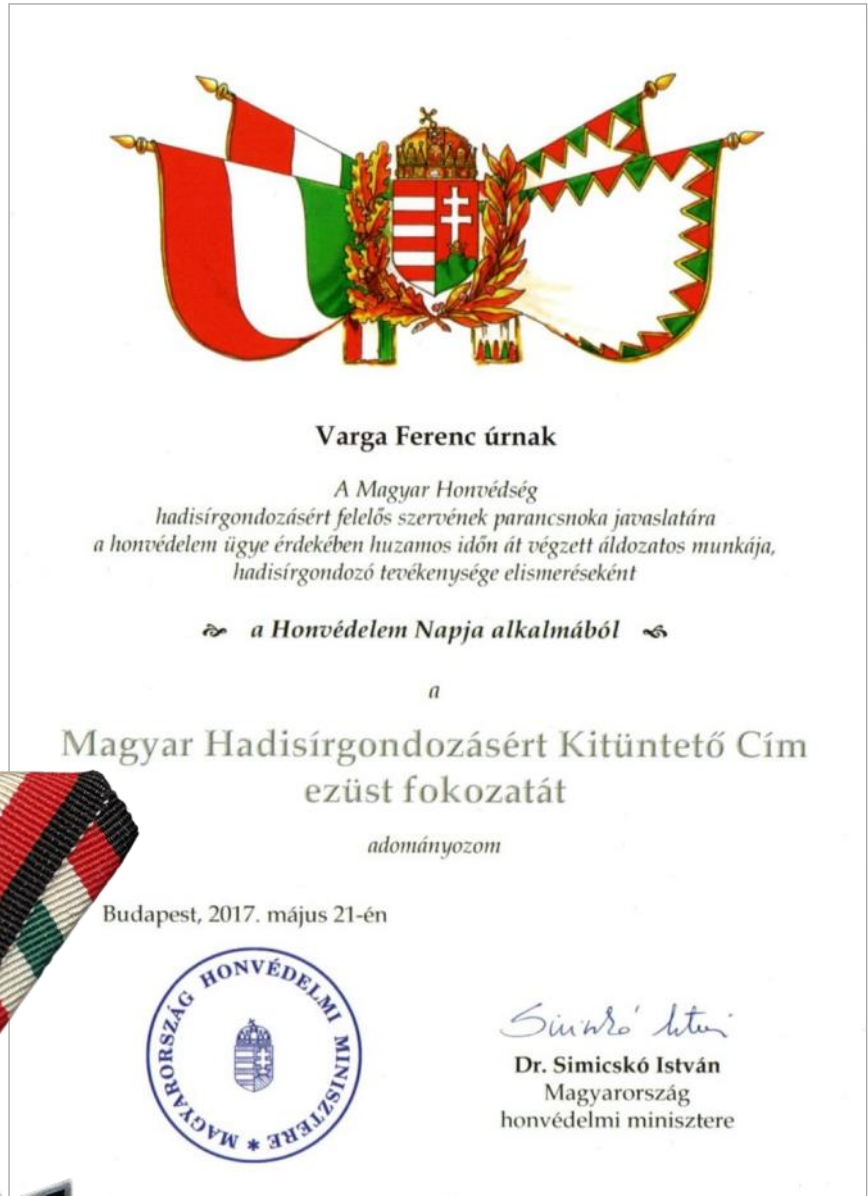 Varga Ferenc úrnak
A Magyar Honvédség
hadisírgondozásért felelős szervének parancsnoka javaslatára
a honvédelem ügye érdekében huzamos időn át végzett áldozatos munkája,
hadisírgondozó tevékenysége elismeréseként
a Honvédelem Napja alkalmából
a
Magyar Hadisírgondozásért Kitüntető Cím
ezüst fokozatát
adományozom
Budapest, 2017. május 21-én
MAGYARORSZÁG HONVÉDELMI MINISZTERE *
Simicskó István
Dr. Simicskó István
Magyarország
honvédelmi minisztere